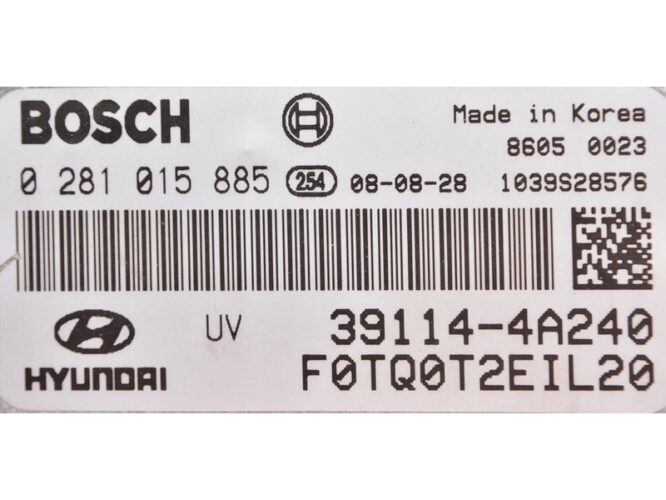 BOSCH
Made in Korea
8605 0023
0 281 015 885 254 08-08-28 1039S28576
UV 39114-4A240
HYUNDAI F0TQ0T2EIL20